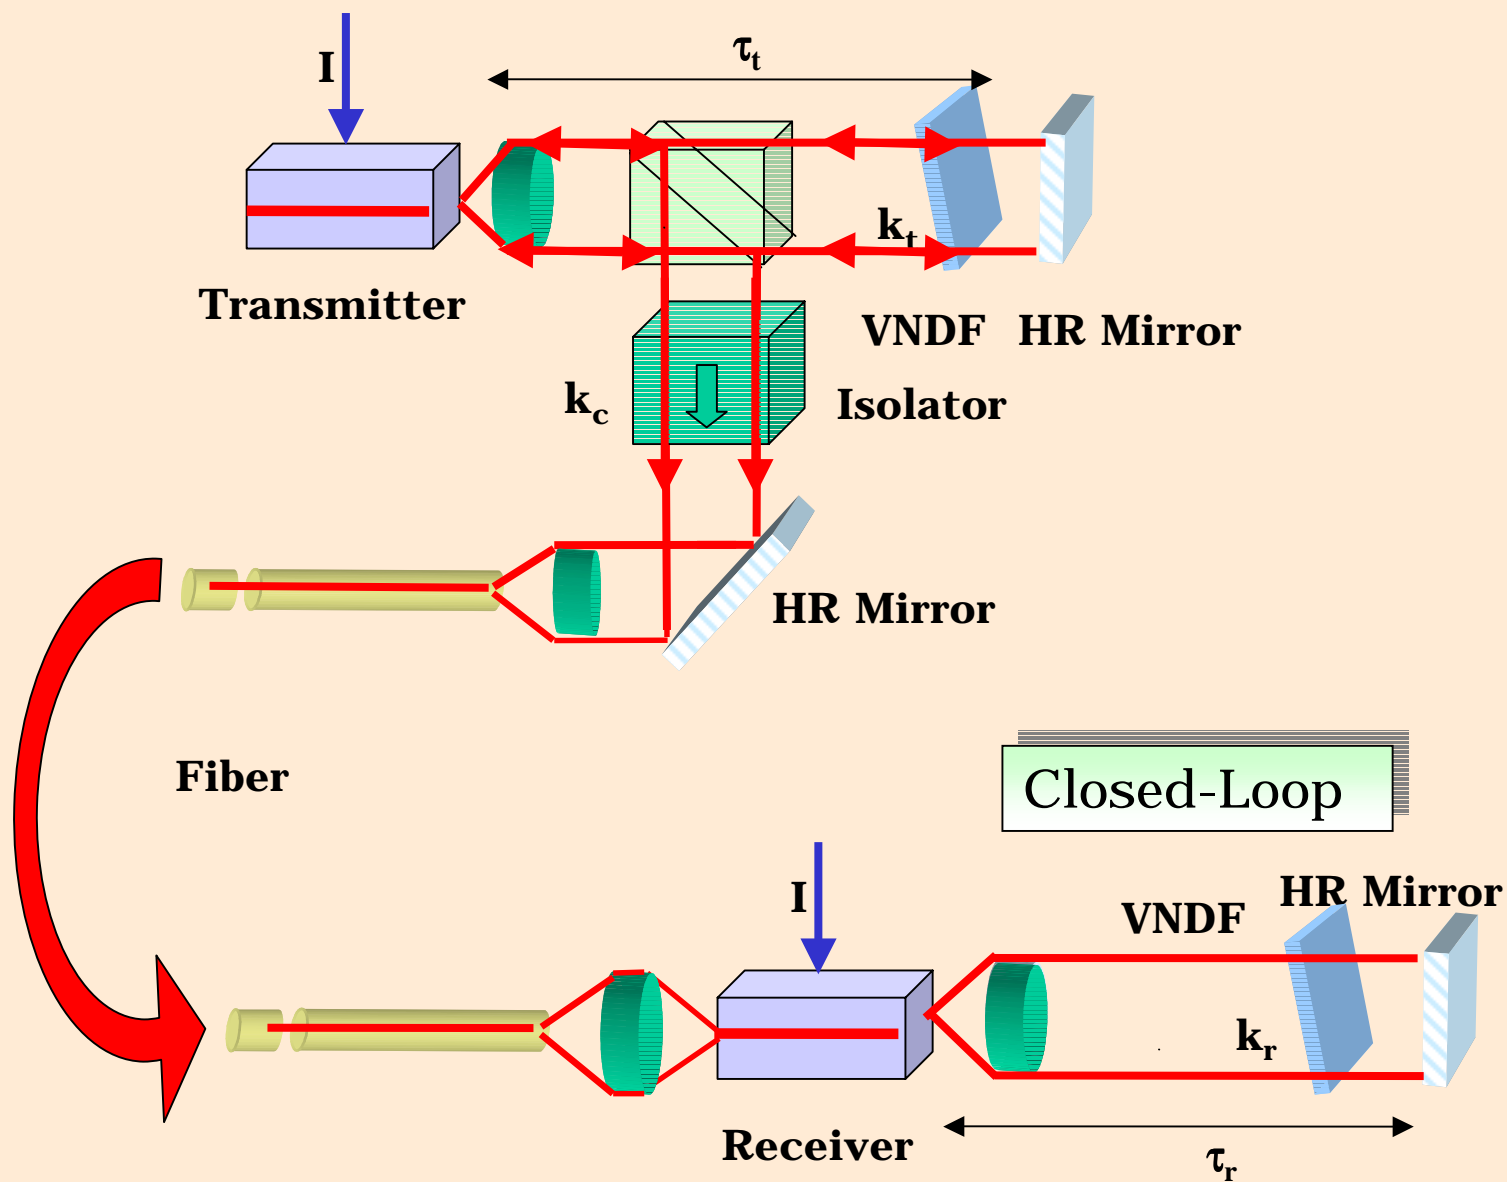 τt
I
kt
Transmitter
VNDF HR Mirror
kc
Isolator
HR Mirror
Fiber
Closed-Loop
I
VNDF
HR Mirror
kr
Receiver
τr